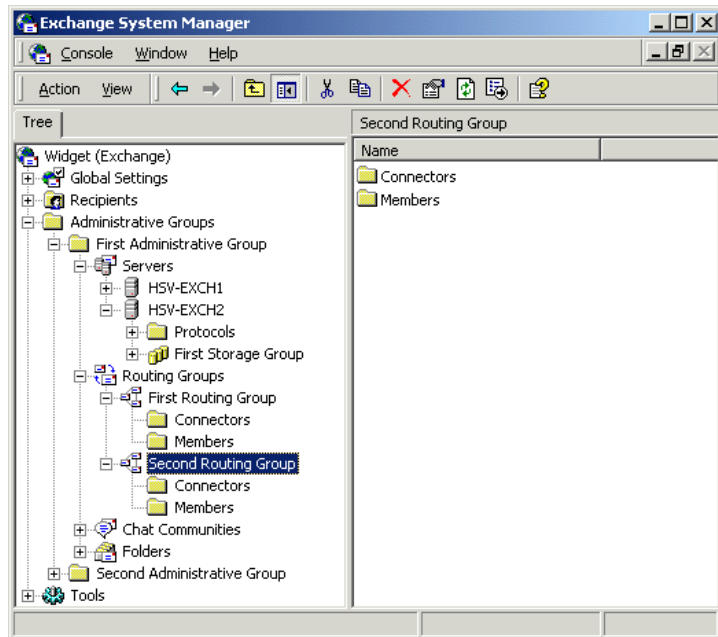 Exchange System Manager
Console Window Help
Action View
Tree
Second Routing Group
Name
Widget (Exchange)
Global Settings
Recipients
Administrative Groups
First Administrative Group
Servers
HSV-EXCH1
HSV-EXCH2
Protocols
First Storage Group
Routing Groups
First Routing Group
Connectors
Members
Second Routing Group
Connectors
Members
Chat Communities
Folders
Second Administrative Group
Tools
Connectors
Members